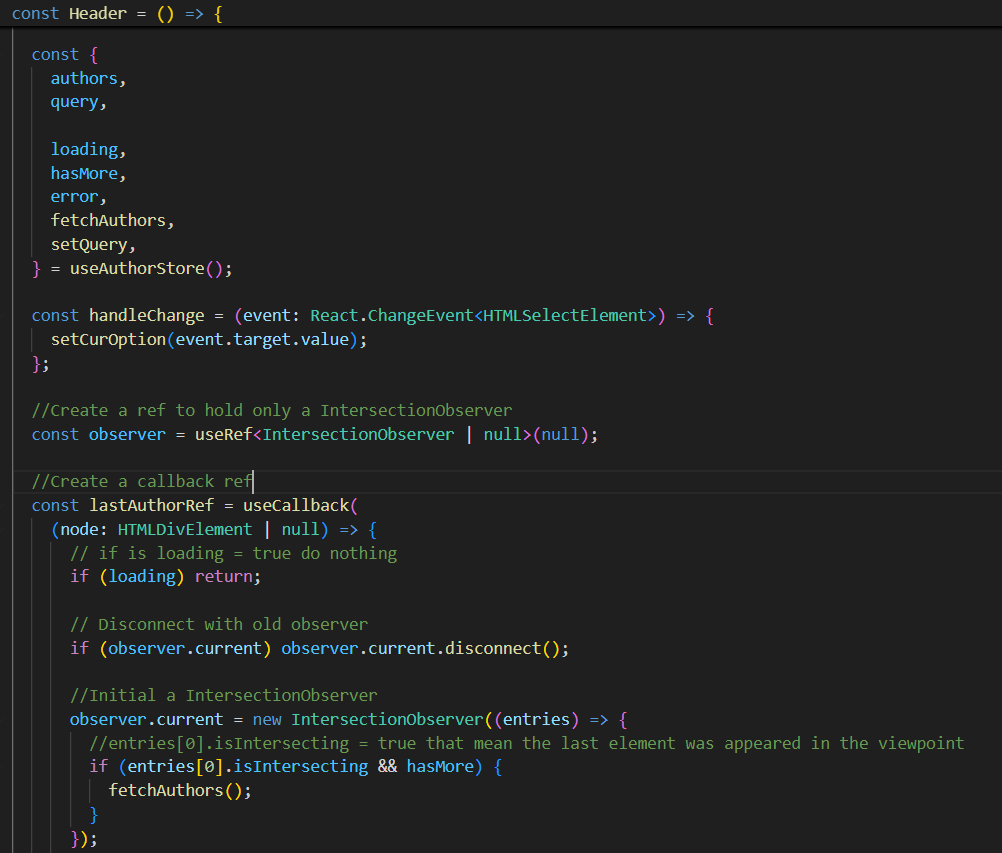 const Header = () => {
const {
authors,
query,
loading,
hasMore,
error,
fetchAuthors,
setQuery,
} = useAuthorStore();
const handleChange = (event: React.ChangeEvent<HTMLSelectElement>) => {
setCurOption(event.target.value);
};
//Create a ref to hold only a IntersectionObserver
const observer = useRef<IntersectionObserver | null>(null);
//Create a callback ref
const lastAuthorRef = useCallback(
(node: HTMLDivElement | null) => {
// if is loading = true do nothing
if (loading) return;
// Disconnect with old observer
if (observer.current) observer.current.disconnect();
//Initial a IntersectionObserver
observer.current = new IntersectionObserver((entries) => {
//entries[0].isIntersecting = true that mean the last element was appeared in the viewpoint
if (entries[0].isIntersecting && hasMore) {
fetchAuthors();
}
});